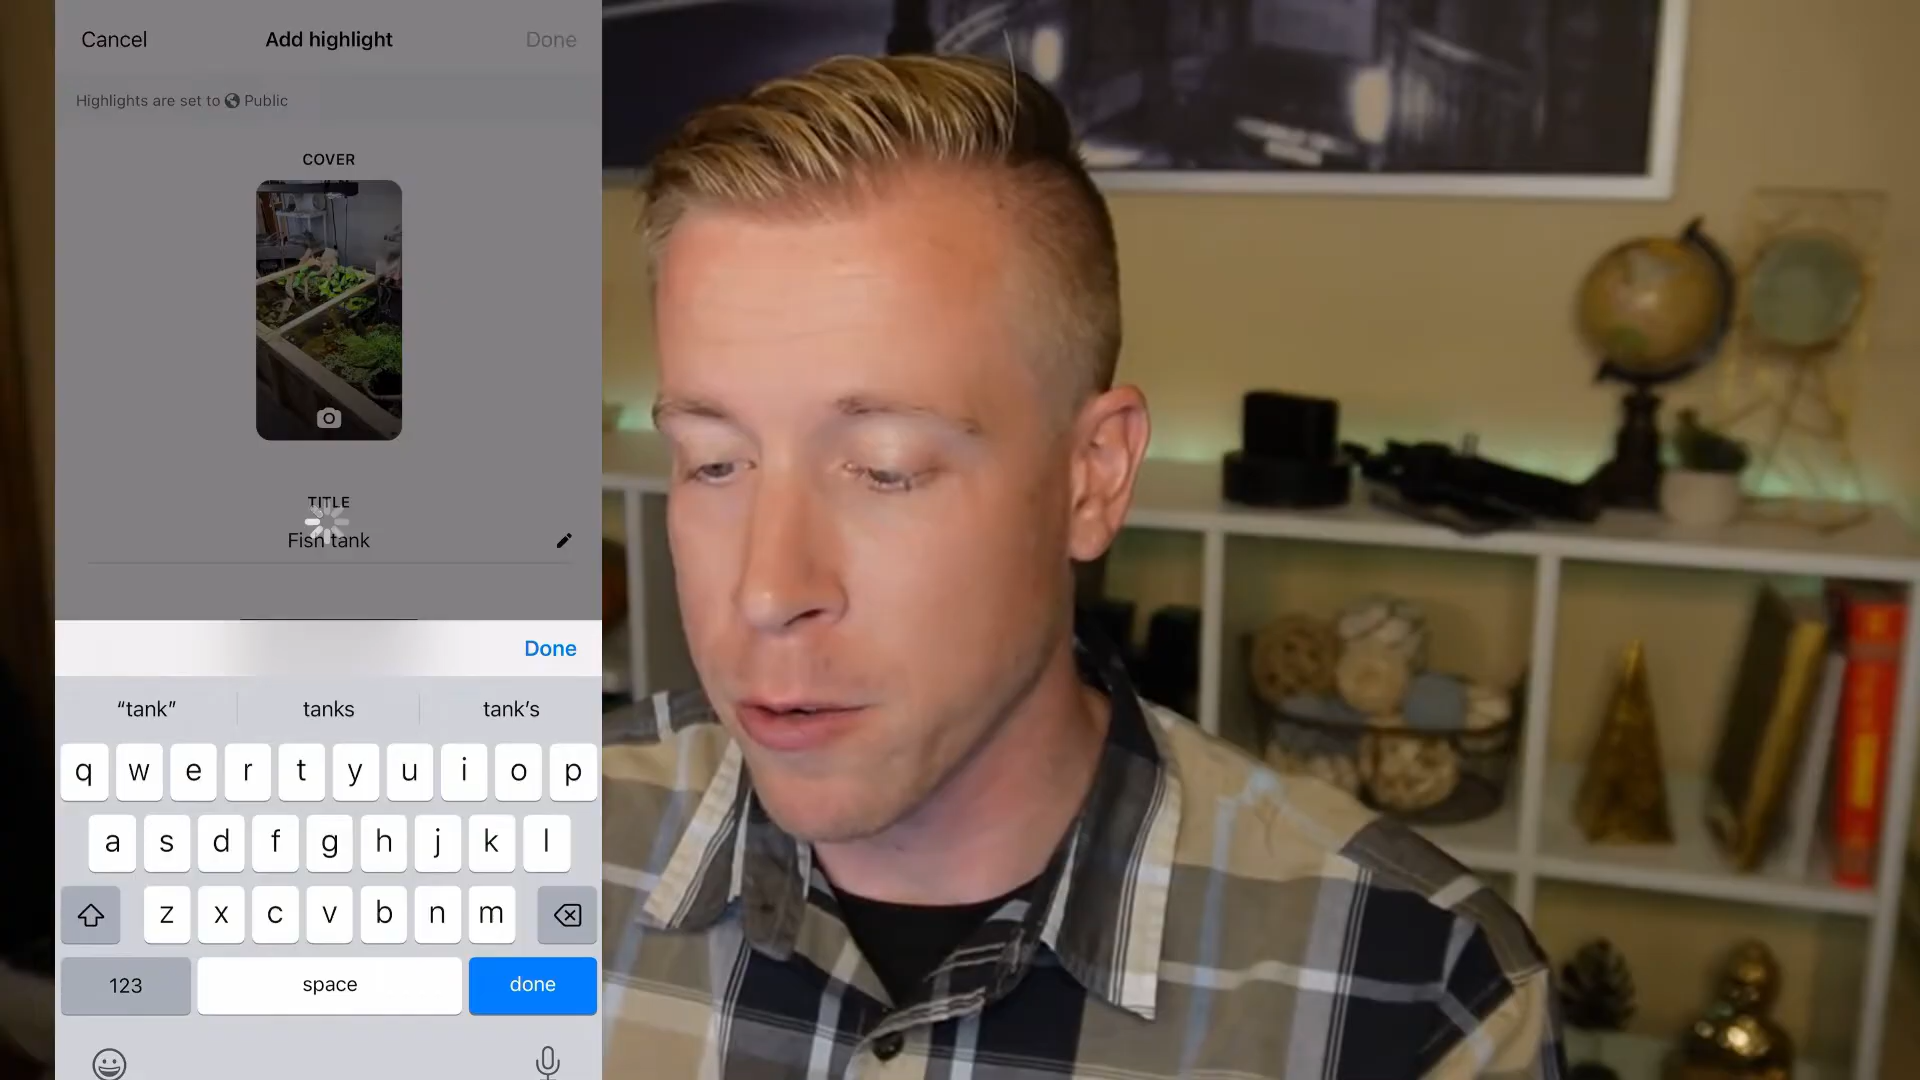 Cancel Add highlight Done
Highlights are set to Public
COVER
TITLE
Fish tank
Done
“tank” tanks tank’s
q w e r t y u i o p
a s d f g h j k l
z x c v b n m
123 space done